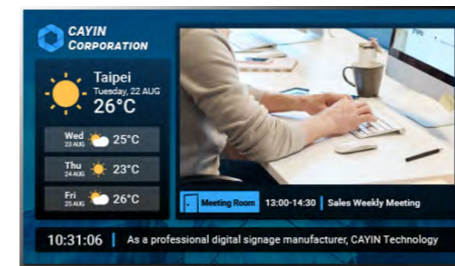 CAYIN
CORPORATION
Taipei
Tuesday, 22 AUG
26°C
Wed
23 AUG
25°C
Thu
24 AUG
23°C
Fri
25 AUG
26°C
Meeting Room 13:00-14:30 Sales Weekly Meeting
10:31:06 As a professional digital signage manufacturer, CAYIN Technology